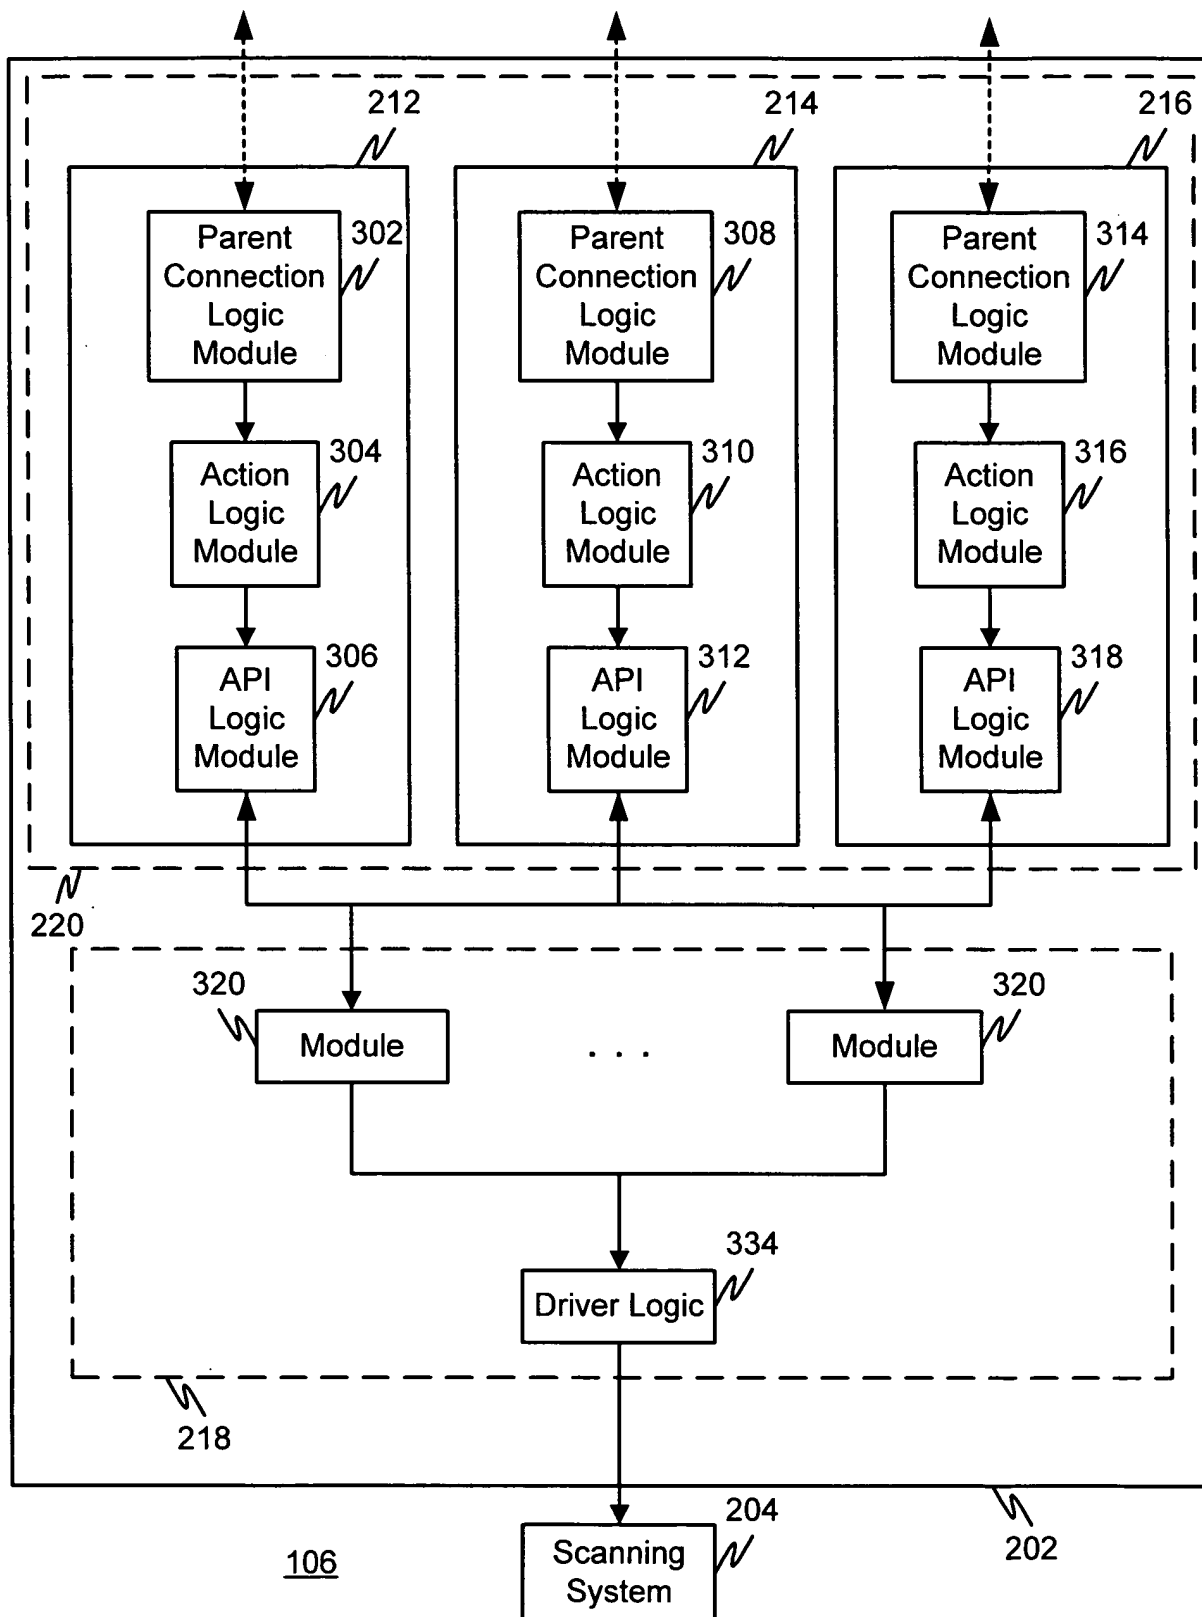 212
214
216
Parent
Connection
Logic
Module
302
Parent
Connection
Logic
Module
308
Parent
Connection
Logic
Module
314
Action
Logic
Module
304
Action
Logic
Module
310
Action
Logic
Module
316
API
Logic
Module
306
API
Logic
Module
312
API
Logic
Module
318
220
320
Module
. . .
Module
320
334
Driver Logic
218
204
Scanning
System
202
106